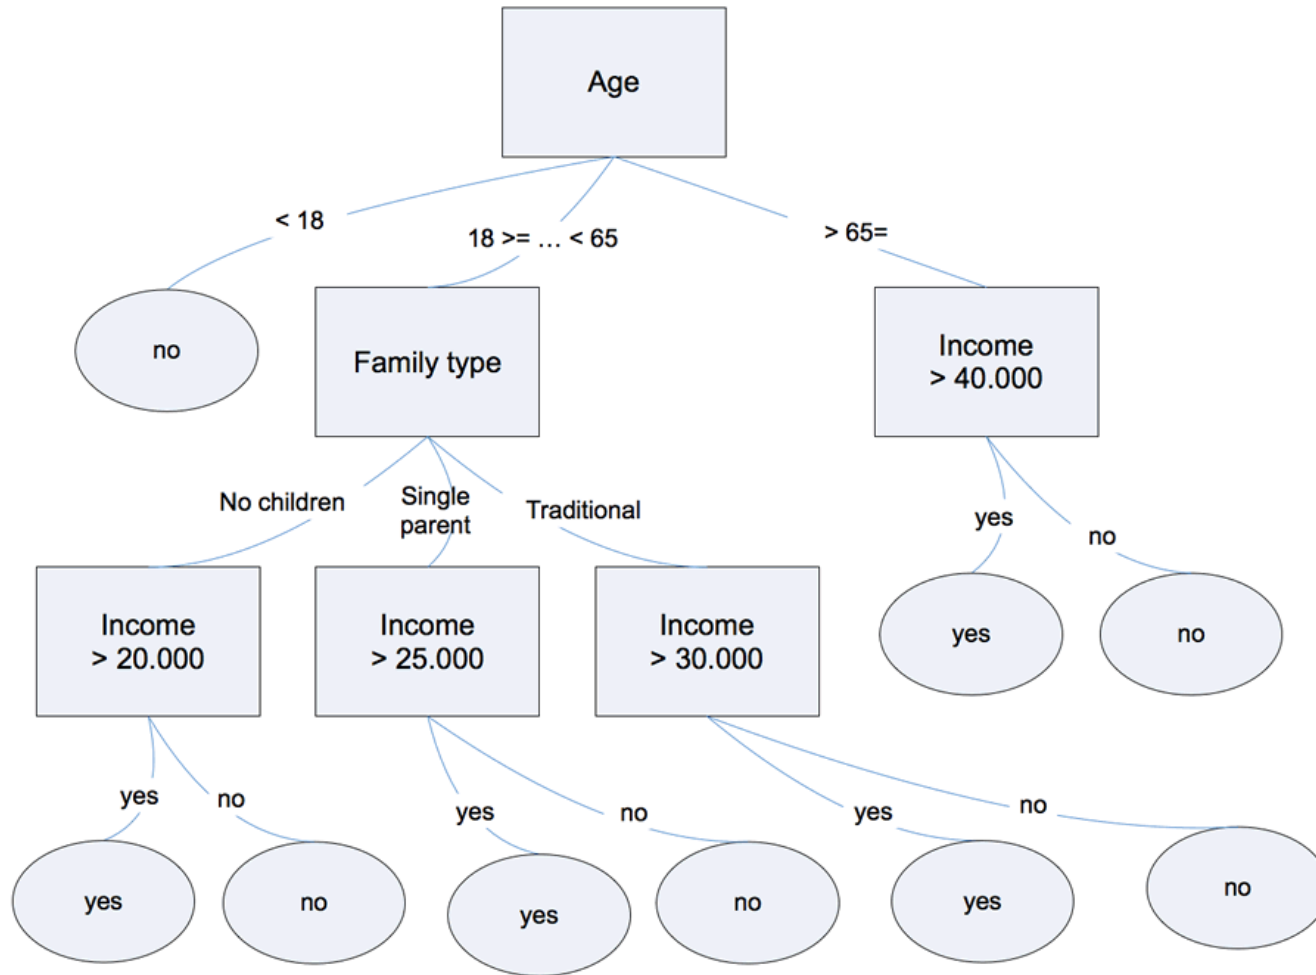 Age
< 18
18 >= … < 65
> 65=
no
Family type
Income
> 40.000
No children
Single
parent
Traditional
yes
no
Income
> 20.000
Income
> 25.000
Income
> 30.000
yes
no
yes
no
yes
no
yes
no
yes
no
yes
no
yes
no